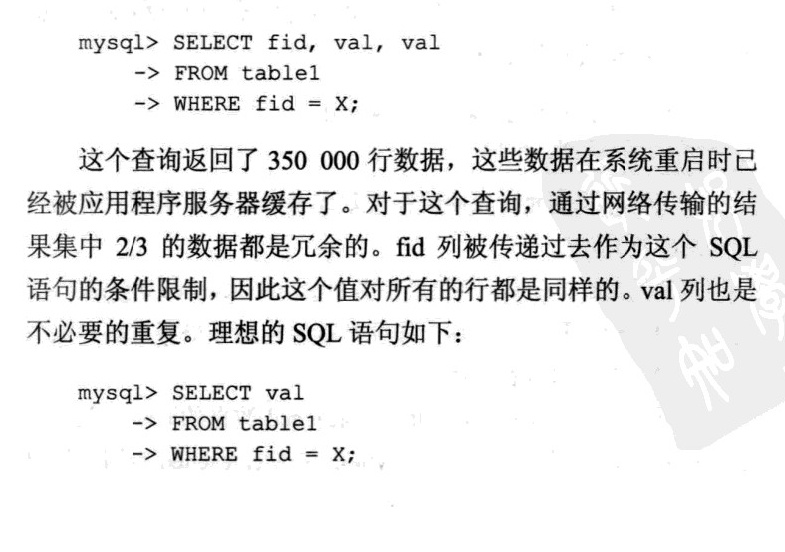 mysql> SELECT fid, val, val
-> FROM table1
-> WHERE fid = X;
这个查询返回了 350 000 行数据，这些数据在系统重启时已
经被应用程序服务器缓存了。对于这个查询，通过网络传输的结
果集中 2/3 的数据都是冗余的。fid 列被传递过去作为这个 SQL
语句的条件限制，因此这个值对所有的行都是同样的。val 列也是
不必要的重复。理想的 SQL 语句如下：
mysql> SELECT val
-> FROM table1
-> WHERE fid = X;